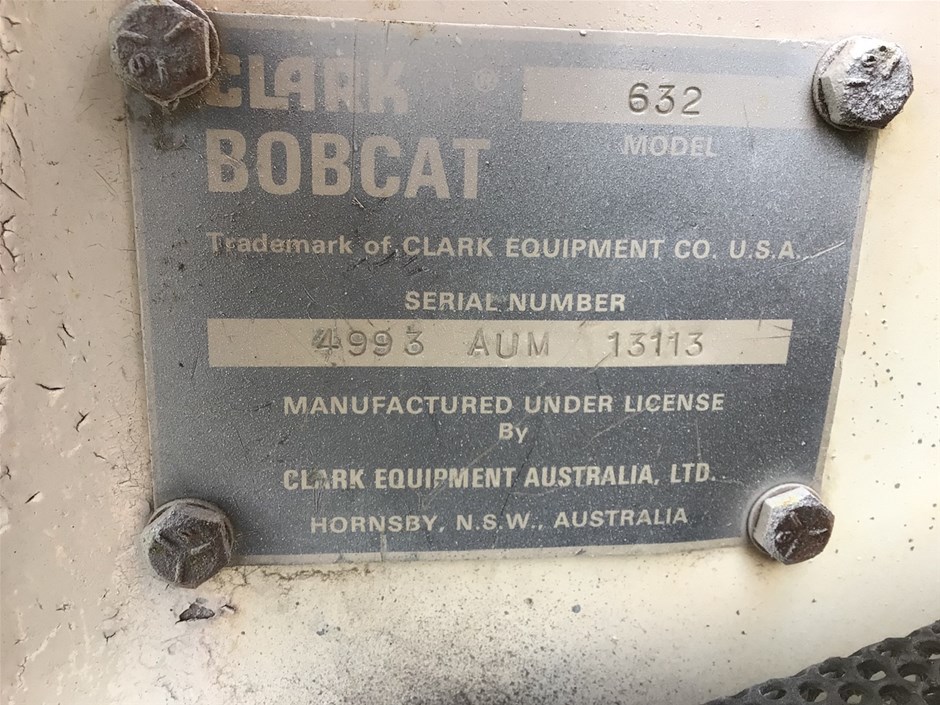 CLARK ®
BOBCAT
632
MODEL
Trademark of CLARK EQUIPMENT CO. U.S.A.
SERIAL NUMBER
4993 AUM 13113
MANUFACTURED UNDER LICENSE
By
CLARK EQUIPMENT AUSTRALIA, LTD.
HORNSBY, N.S.W., AUSTRALIA